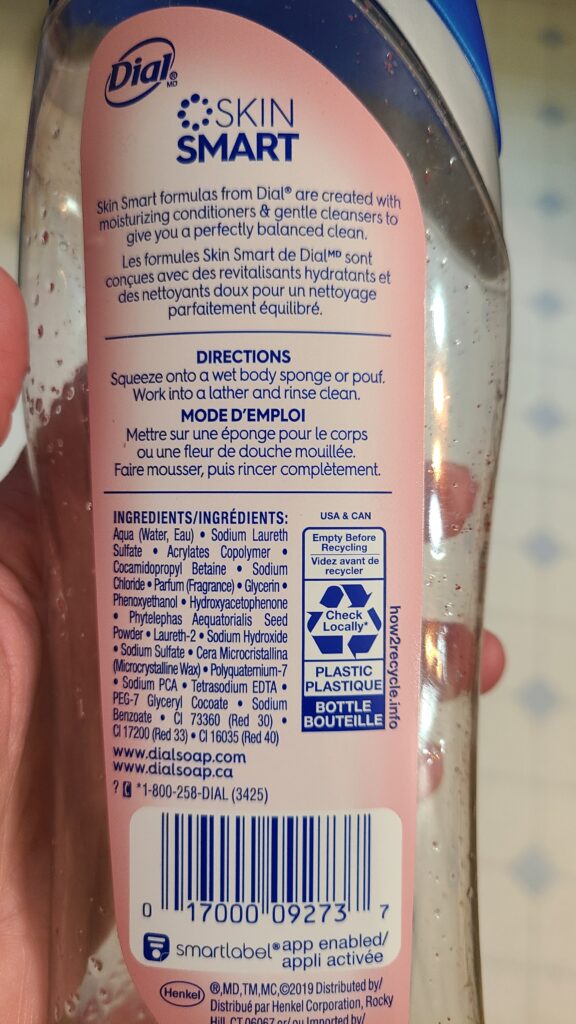 Dial® MD
SKIN
SMART
Skin Smart formulas from Dial® are created with
moisturizing conditioners & gentle cleansers to
give you a perfectly balanced clean.
Les formules Skin Smart de Dialᴹᴰ sont
conçues avec des revitalisants hydratants et
des nettoyants doux pour un nettoyage
parfaitement équilibré.
DIRECTIONS
Squeeze onto a wet body sponge or pouf.
Work into a lather and rinse clean.
MODE D'EMPLOI
Mettre sur une éponge pour le corps
ou une fleur de douche mouillée.
Faire mousser, puis rincer complètement.
INGREDIENTS/INGRÉDIENTS:
Aqua (Water, Eau) • Sodium Laureth
Sulfate • Acrylates Copolymer •
Cocamidopropyl Betaine • Sodium
Chloride • Parfum (Fragrance) • Glycerin •
Phenoxyethanol • Hydroxyacetophenone
• Phytelephas Aequatorialis Seed
Powder • Laureth-2 • Sodium Hydroxide
• Sodium Sulfate • Cera Microcristallina
(Microcrystalline Wax) • Polyquaternium-7
• Sodium PCA • Tetrasodium EDTA •
PEG-7 Glyceryl Cocoate • Sodium
Benzoate • CI 73360 (Red 30) •
CI 17200 (Red 33) • CI 16035 (Red 40)
www.dialsoap.com
www.dialsoap.ca
? *1-800-258-DIAL (3425)
USA & CAN
Empty Before
Recycling
Videz avant de
recycler
Check
Locally*
PLASTIC
PLASTIQUE
BOTTLE
BOUTEILLE
how2recycle.info
0 17000 09273 7
smartlabel® app enabled/
appli activée
Henkel
®,MD,TM,MC,©2019 Distributed by/
Distribué par Henkel Corporation, Rocky
Hill, CT 06067 or/ou Imported by/